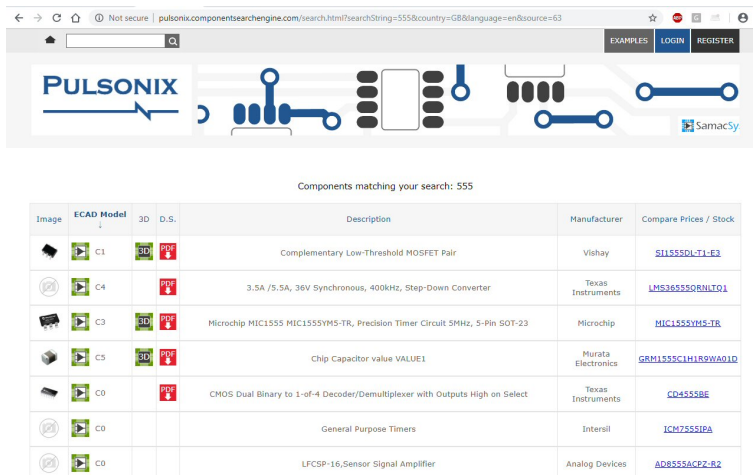 Not secure | pulsonix.componentsearchengine.com/search.html?searchString=555&country=GB&language=en&source=63
ABP
G
EXAMPLES LOGIN REGISTER
PULSONIX
SamacSy
Components matching your search: 555
Image ECAD Model ↓ 3D D.S. Description Manufacturer Compare Prices / Stock
C1 3D PDF Complementary Low-Threshold MOSFET Pair Vishay SI1555DL-T1-E3
C4 PDF 3.5A /5.5A, 36V Synchronous, 400kHz, Step-Down Converter Texas Instruments LMS36555QRNLTQ1
C3 3D PDF Microchip MIC1555 MIC1555YM5-TR, Precision Timer Circuit 5MHz, 5-Pin SOT-23 Microchip MIC1555YM5-TR
C5 3D PDF Chip Capacitor value VALUE1 Murata Electronics GRM1555C1H1R9WA01D
C0 PDF CMOS Dual Binary to 1-of-4 Decoder/Demultiplexer with Outputs High on Select Texas Instruments CD4555BE
C0 General Purpose Timers Intersil ICM7555IPA
C0 LFCSP-16,Sensor Signal Amplifier Analog Devices AD8555ACPZ-R2